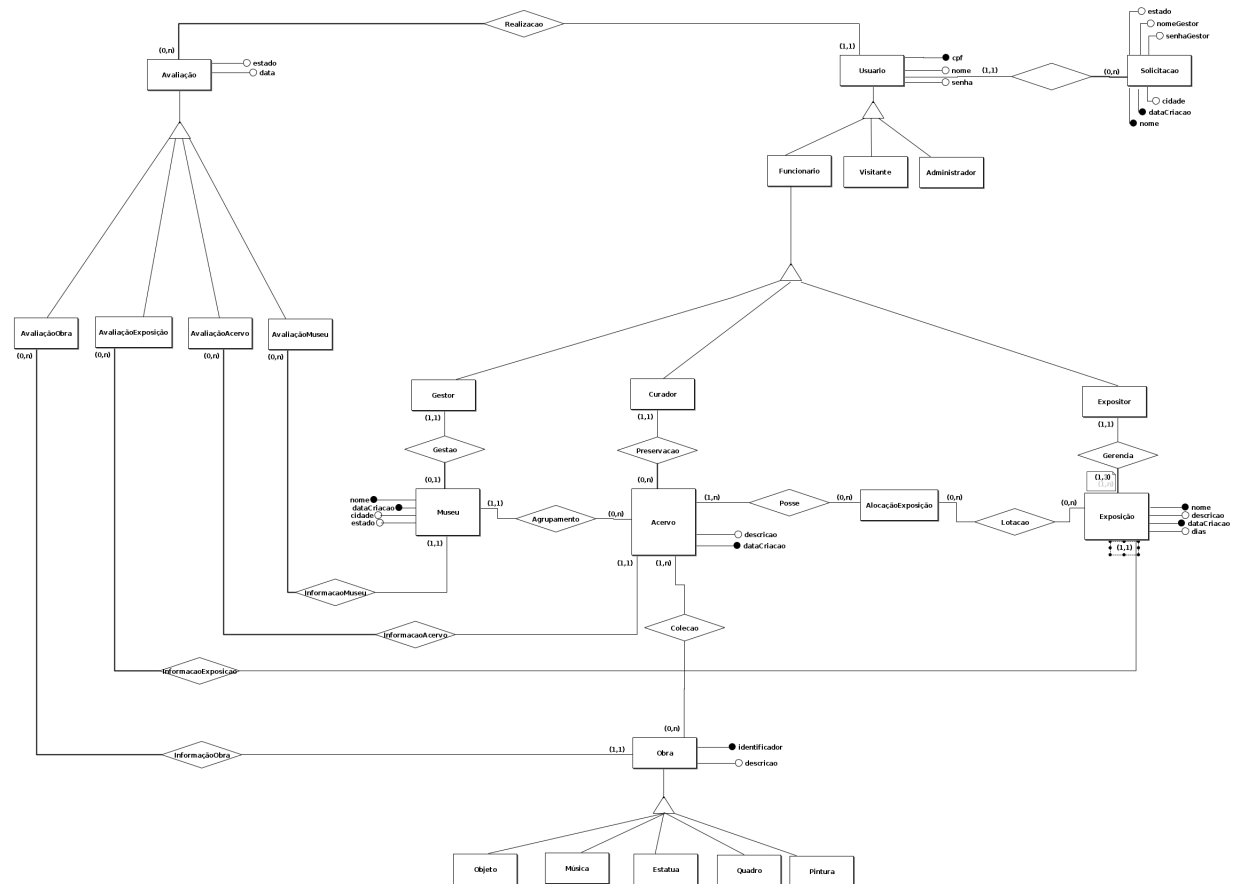 estado
nomeGestor
senhaGestor
Realizacao
(0,n)
(1,1)
estado
data
Avaliação
Usuario
cpf
nome
senha
(1,1)
(0,n)
Solicitacao
cidade
dataCriacao
nome
Funcionário
Visitante
Administrador
AvaliaçãoObra
AvaliaçãoExposição
AvaliaçãoAcervo
AvaliaçãoMuseu
(0,n)
(0,n)
(0,n)
(0,n)
Gestor
Curador
Expositor
(1,1)
(1,1)
(1,1)
Gestao
Preservacao
Gerencia
(0,1)
(0,n)
nome
dataCriacao
cidade
estado
Museu
(1,1)
Agrupamento
(0,n)
Acervo
(1,n)
Posse
(0,n)
AlocaçãoExposição
(0,n)
Lotacao
(0,n)
Exposição
nome
descricao
dataCriacao
dias
descricao
dataCriacao
(1,1)
(1,1)
(1,n)
(1,1)
InformacaoMuseu
InformacaoAcervo
Colecao
InformacaoExposicao
(0,n)
InformaçãoObra
(1,1)
Obra
identificador
descricao
Objeto
Música
Estatua
Quadro
Pintura